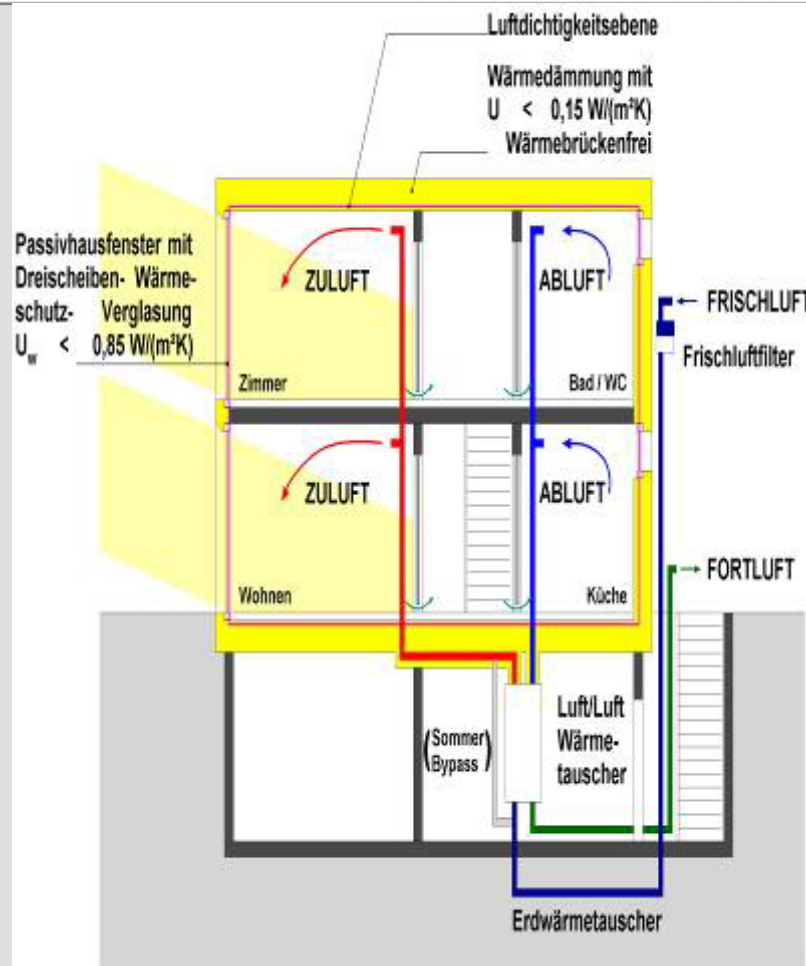 Luftdichtigkeitsebene
Wärmedämmung mit
U < 0,15 W/(m²K)
Wärmebrückenfrei
Passivhausfenster mit
Dreischeiben- Wärme-
schutz- Verglasung
U_w < 0,85 W/(m²K)
ZULUFT
ABLUFT
FRISCHLUFT
Frischluftfilter
Zimmer
Bad / WC
ZULUFT
ABLUFT
FORTLUFT
Wohnen
Küche
(Sommer
Bypass)
Luft/Luft
Wärme-
tauscher
Erdwärmetauscher